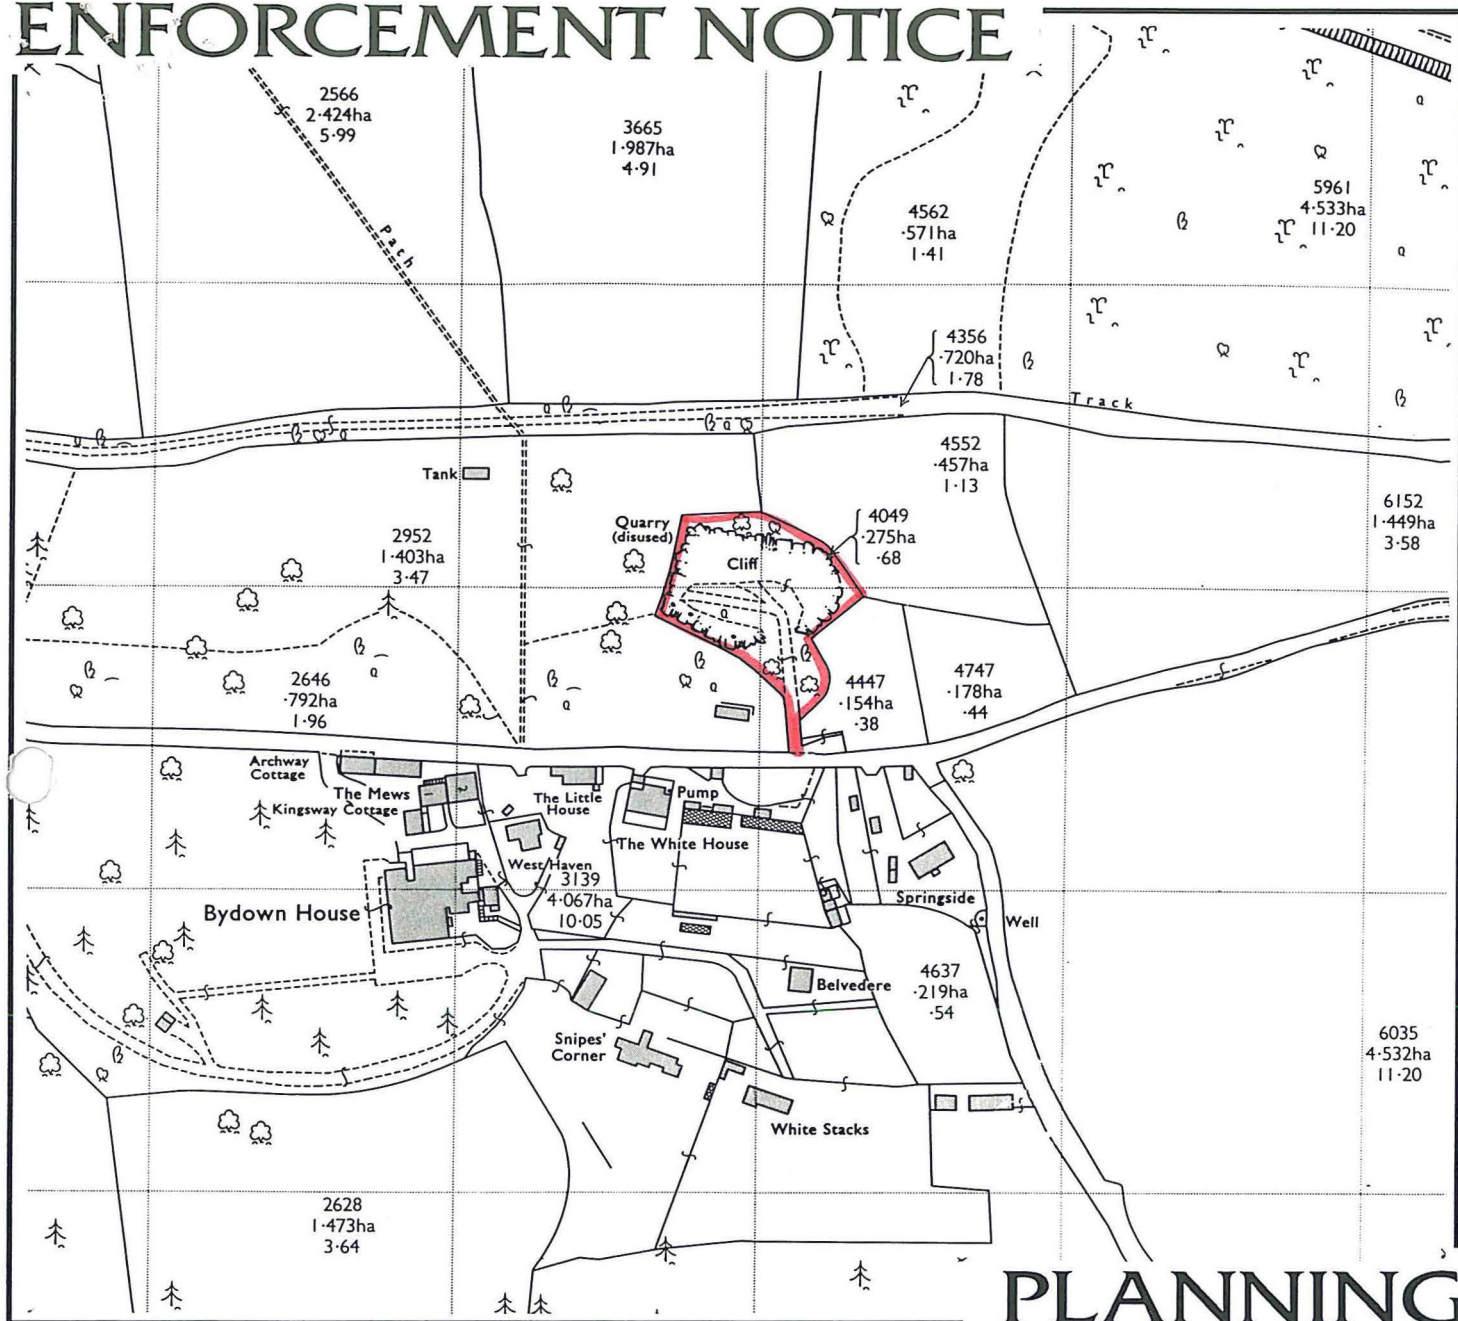 ENFORCEMENT NOTICE
2566
2·424ha
5·99
3665
1·987ha
4·91
4562
·571ha
1·41
5961
4·533ha
11·20
Path
4356
·720ha
1·78
Track
Tank
4552
·457ha
1·13
6152
1·449ha
3·58
2952
1·403ha
3·47
Quarry
(disused)
4049
·275ha
·68
Cliff
2646
·792ha
1·96
4447
·154ha
·38
4747
·178ha
·44
Archway
Cottage
The Mews
Kingsway Cottage
1
2
The Little
House
Pump
The White House
West Haven
3139
4·067ha
10·05
Springside
Bydown House
Well
Belvedere
4637
·219ha
·54
Snipes'
Corner
6035
4·532ha
11·20
White Stacks
2628
1·473ha
3·64
PLANNING